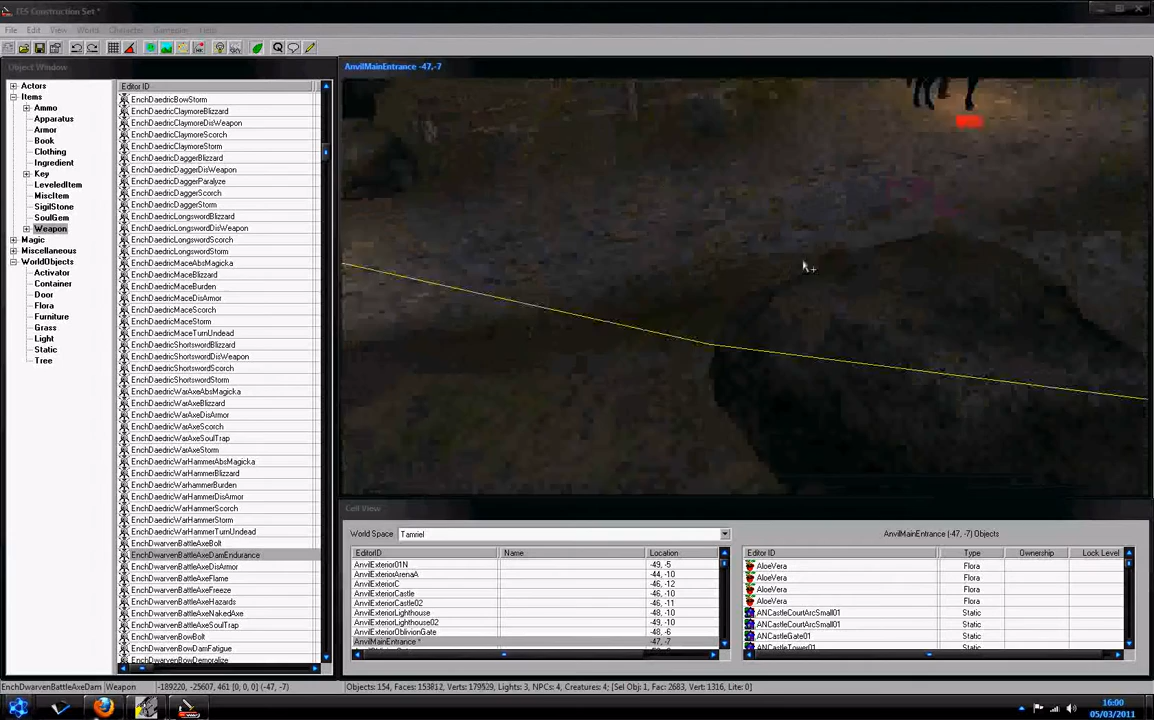 TES Construction Set *
File Edit View World Character Gameplay Help
Object Window
AnvilMainEntrance -47,-7
Actors
Items
Ammo
Apparatus
Armor
Book
Clothing
Ingredient
Key
LeveledItem
MiscItem
SigilStone
SoulGem
Weapon
Magic
Miscellaneous
WorldObjects
Activator
Container
Door
Flora
Furniture
Grass
Light
Static
Tree
Editor ID
EnchDaedricBowStorm
EnchDaedricClaymoreBlizzard
EnchDaedricClaymoreDisWeapon
EnchDaedricClaymoreScorch
EnchDaedricClaymoreStorm
EnchDaedricDaggerBlizzard
EnchDaedricDaggerDisWeapon
EnchDaedricDaggerParalyze
EnchDaedricDaggerScorch
EnchDaedricDaggerStorm
EnchDaedricLongswordBlizzard
EnchDaedricLongswordDisWeapon
EnchDaedricLongswordScorch
EnchDaedricLongswordStorm
EnchDaedricMaceAbsMagicka
EnchDaedricMaceBlizzard
EnchDaedricMaceBurden
EnchDaedricMaceDisArmor
EnchDaedricMaceScorch
EnchDaedricMaceStorm
EnchDaedricMaceTurnUndead
EnchDaedricShortswordBlizzard
EnchDaedricShortswordDisWeapon
EnchDaedricShortswordScorch
EnchDaedricShortswordStorm
EnchDaedricWarAxeAbsMagicka
EnchDaedricWarAxeBlizzard
EnchDaedricWarAxeDisArmor
EnchDaedricWarAxeScorch
EnchDaedricWarAxeSoulTrap
EnchDaedricWarAxeStorm
EnchDaedricWarHammerAbsMagicka
EnchDaedricWarHammerBlizzard
EnchDaedricWarhammerBurden
EnchDaedricWarHammerDisArmor
EnchDaedricWarHammerScorch
EnchDaedricWarHammerStorm
EnchDaedricWarHammerTurnUndead
EnchDwarvenBattleAxeBolt
EnchDwarvenBattleAxeDamEndurance
EnchDwarvenBattleAxeDisArmor
EnchDwarvenBattleAxeFlame
EnchDwarvenBattleAxeFreeze
EnchDwarvenBattleAxeHazards
EnchDwarvenBattleAxeNakedAxe
EnchDwarvenBattleAxeSoulTrap
EnchDwarvenBowBolt
EnchDwarvenBowDamFatigue
EnchDwarvenBowDemoralize
Cell View
World Space Tamriel
EditorID Name Location
AnvilExterior01N -49, -5
AnvilExteriorArenaA -44, -10
AnvilExteriorC -46, -12
AnvilExteriorCastle -46, -10
AnvilExteriorCastle02 -46, -11
AnvilExteriorLighthouse -49, -10
AnvilExteriorLighthouse02 -49, -10
AnvilExteriorOblivionGate -48, -6
AnvilMainEntrance * -47, -7
AnvilMainEntrance (-47, -7) Objects
Editor ID Type Ownership Lock Level
AloeVera Flora
AloeVera Flora
AloeVera Flora
AloeVera Flora
ANCastleCourtArcSmall01 Static
ANCastleCourtArcSmall01 Static
ANCastleGate01 Static
ANCastleTower01 Static
EnchDwarvenBattleAxeDam Weapon -189220, -25607, 461 [0, 0, 0] (-47, -7) Objects: 154, Faces: 153812, Verts: 179529, Lights: 3, NPCs: 4, Creatures: 4; [Sel Obj: 1, Fac: 2683, Vert: 1316, Lite: 0]
16:00
05/03/2011